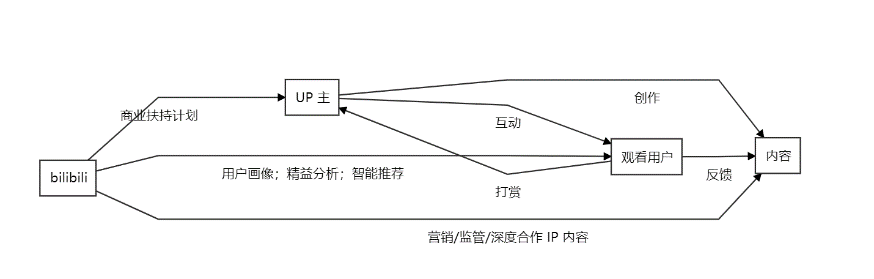 UP 主
创作
商业扶持计划
互动
观看用户
内容
bilibili
用户画像；精益分析；智能推荐
反馈
打赏
营销/监管/深度合作 IP 内容